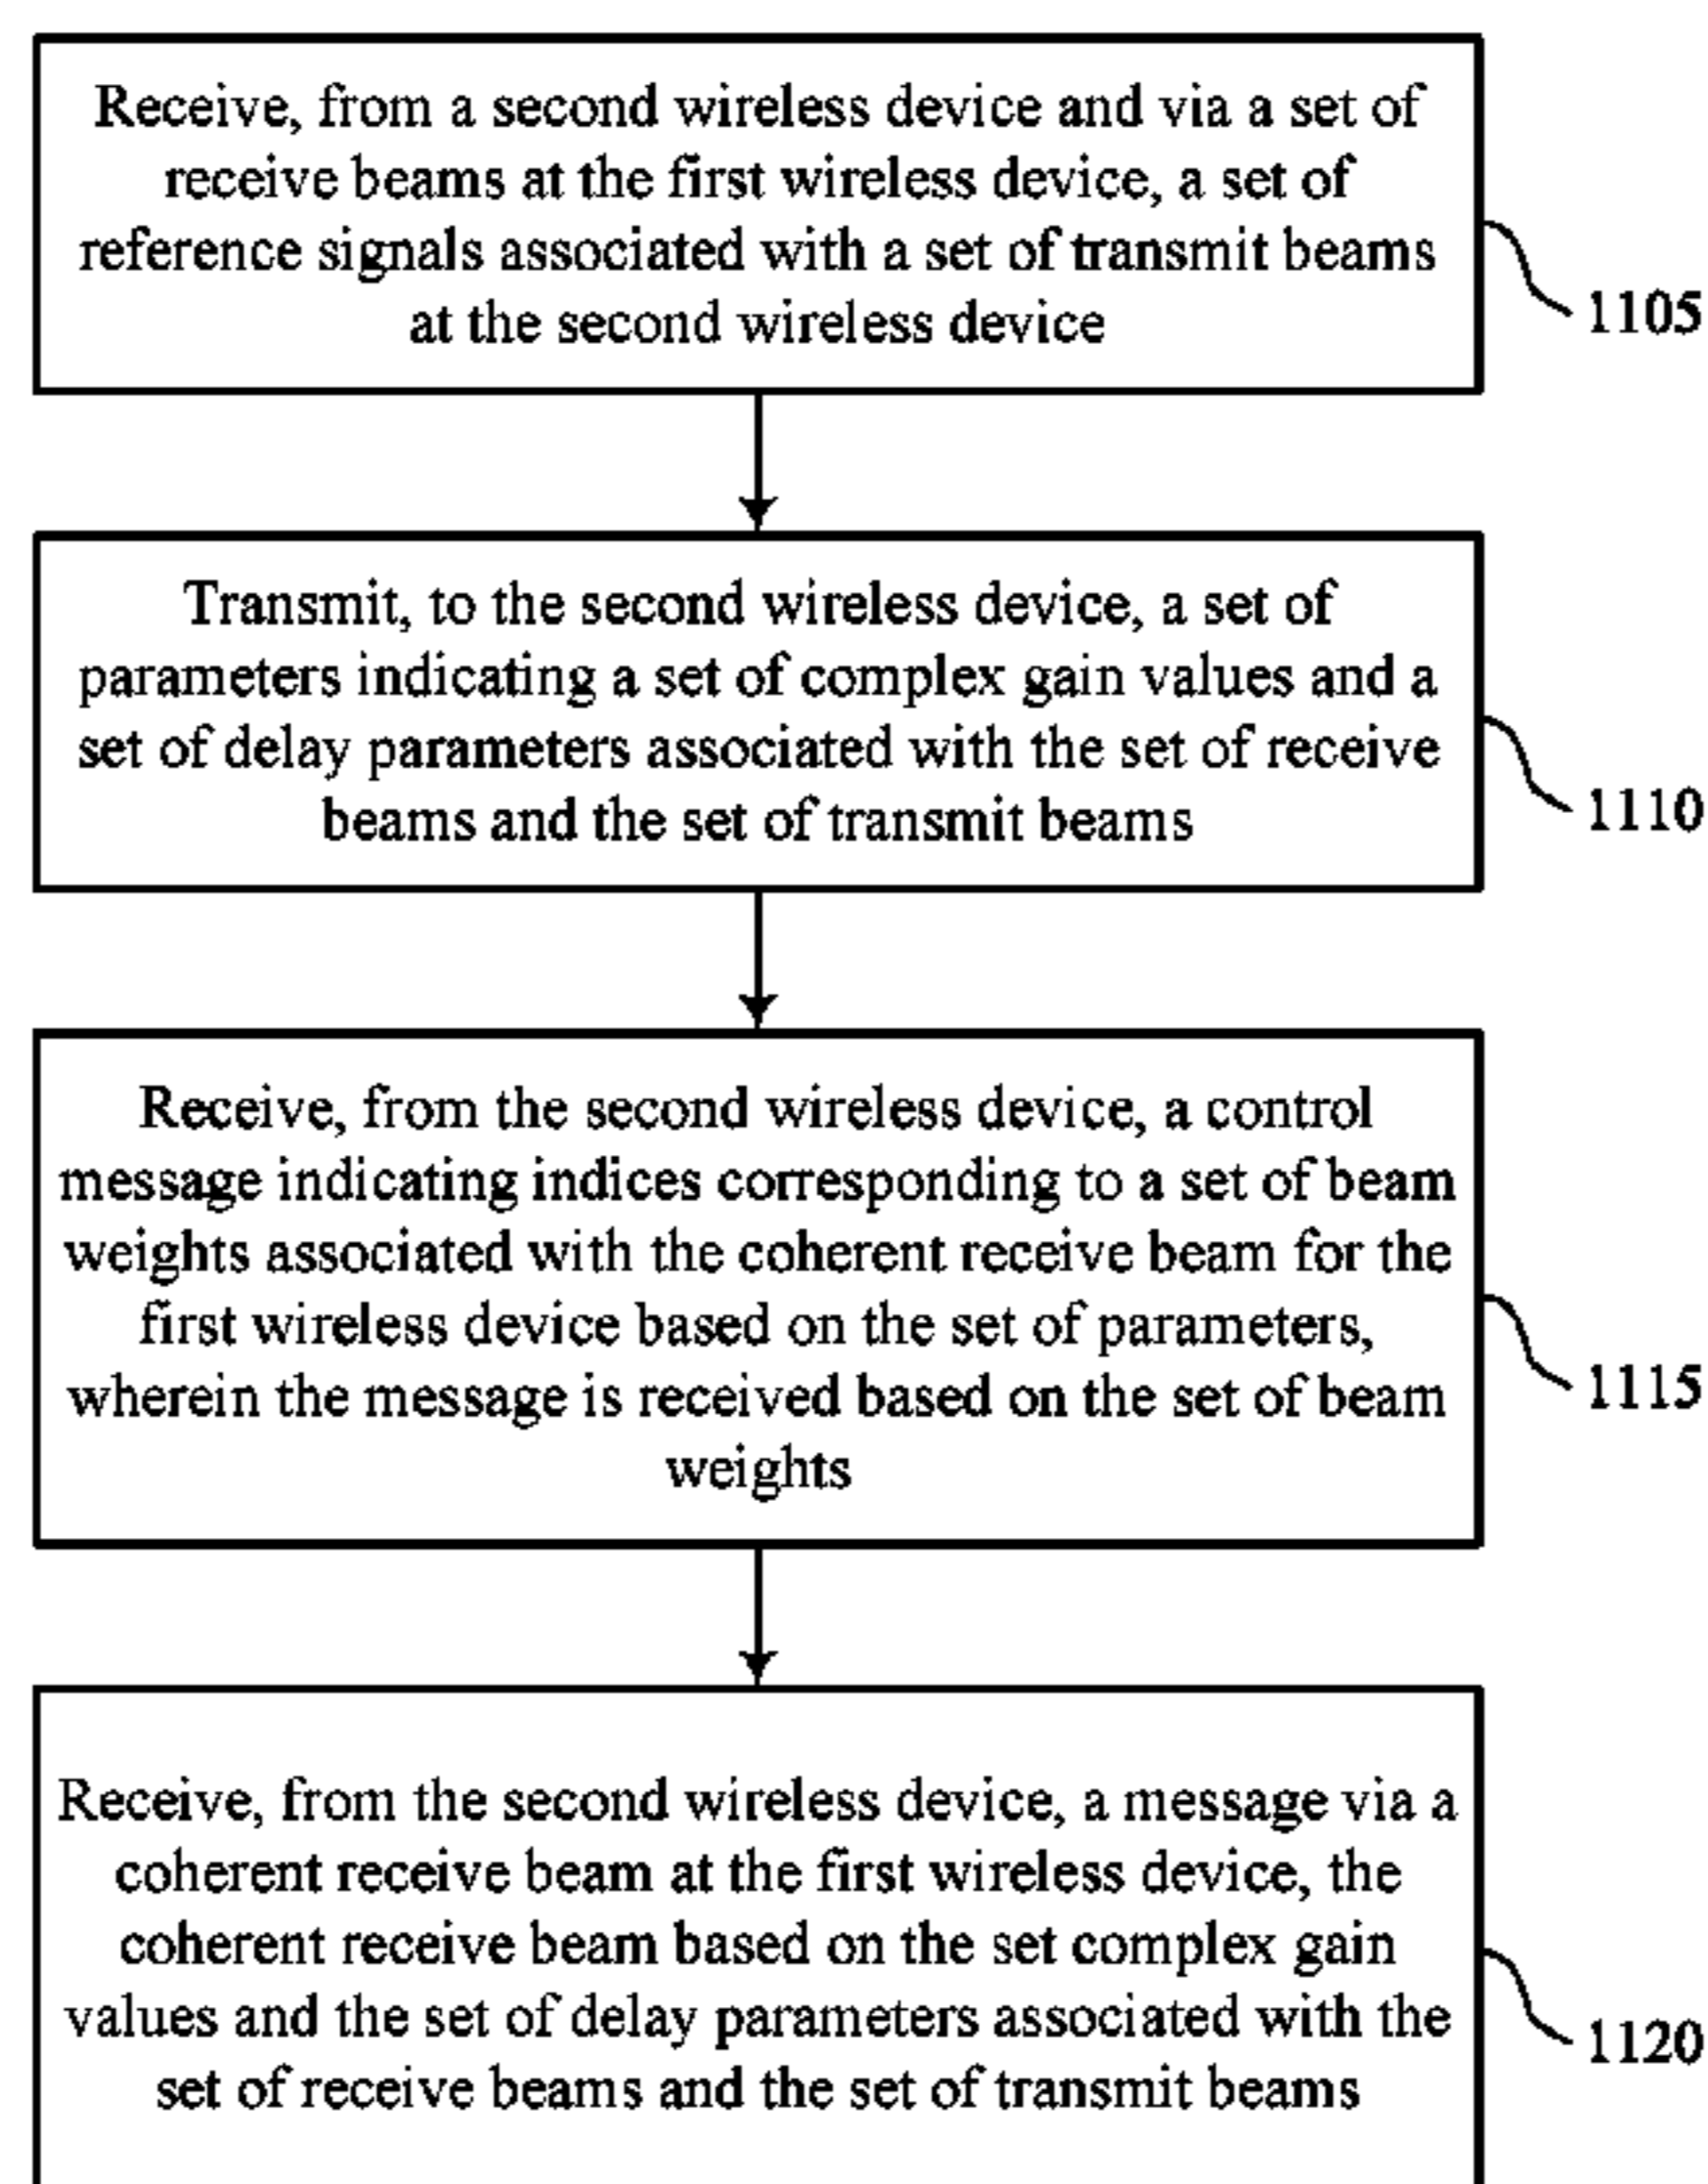 Receive, from a second wireless device and via a set of
receive beams at the first wireless device, a set of
reference signals associated with a set of transmit beams
at the second wireless device
1105
Transmit, to the second wireless device, a set of
parameters indicating a set of complex gain values and a
set of delay parameters associated with the set of receive
beams and the set of transmit beams
1110
Receive, from the second wireless device, a control
message indicating indices corresponding to a set of beam
weights associated with the coherent receive beam for the
first wireless device based on the set of parameters,
wherein the message is received based on the set of beam
weights
1115
Receive, from the second wireless device, a message via a
coherent receive beam at the first wireless device, the
coherent receive beam based on the set complex gain
values and the set of delay parameters associated with the
set of receive beams and the set of transmit beams
1120